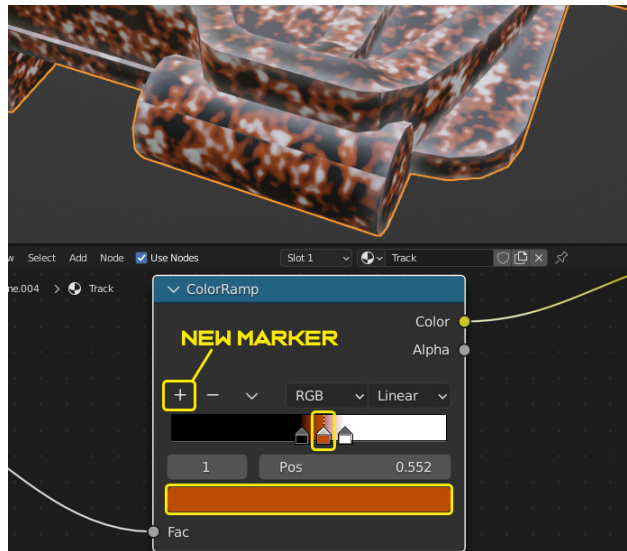 w Select Add Node Use Nodes Slot 1 Track
ne.004 > Track
ColorRamp
Color
NEW MARKER
Alpha
+ − RGB Linear
1 Pos 0.552
Fac